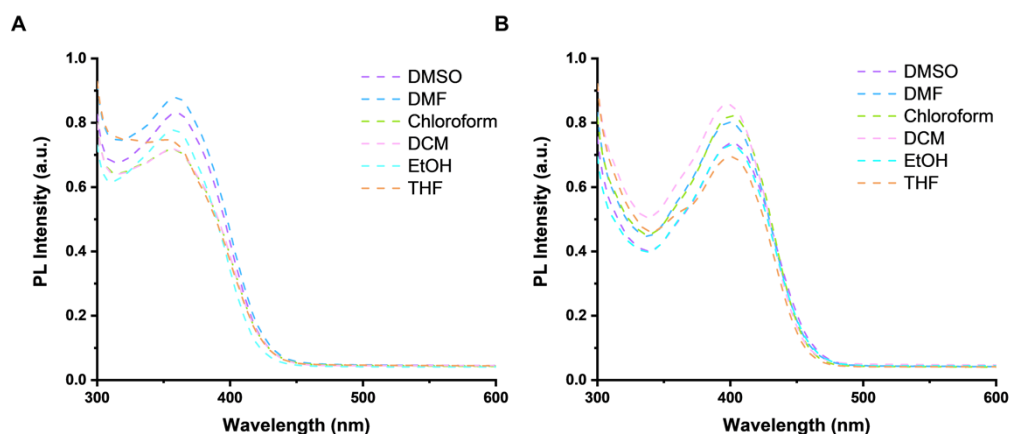 A
PL Intensity (a.u.)
1.0
0.8
0.6
0.4
0.2
0.0
300
400
500
600
Wavelength (nm)
DMSO
DMF
Chloroform
DCM
EtOH
THF
B
PL Intensity (a.u.)
1.0
0.8
0.6
0.4
0.2
0.0
300
400
500
600
Wavelength (nm)
DMSO
DMF
Chloroform
DCM
EtOH
THF